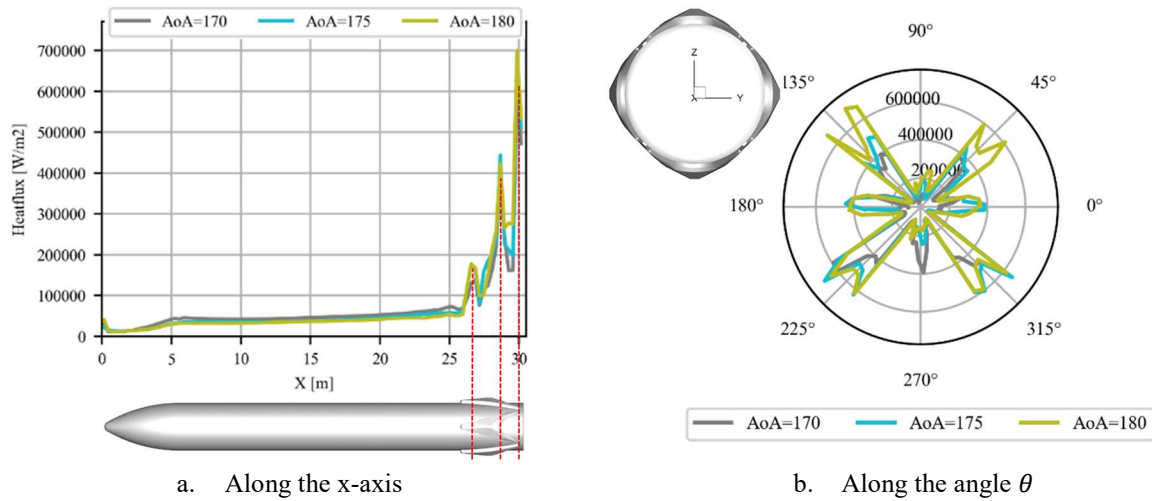 AoA=170 AoA=175 AoA=180
700000
600000
500000
400000
300000
200000
100000
0
Heatflux [W/m2]
0 5 10 15 20 25 30
X [m]
a. Along the x-axis
Z
X Y
90°
135° 45°
600000
400000
200000
180° 0°
225° 315°
270°
AoA=170 AoA=175 AoA=180
b. Along the angle θ